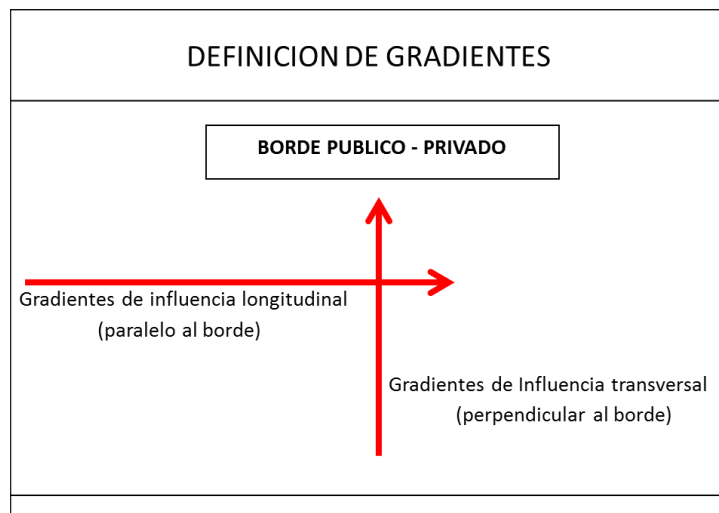 DEFINICION DE GRADIENTES
BORDE PUBLICO - PRIVADO
Gradientes de influencia longitudinal
(paralelo al borde)
Gradientes de Influencia transversal
(perpendicular al borde)